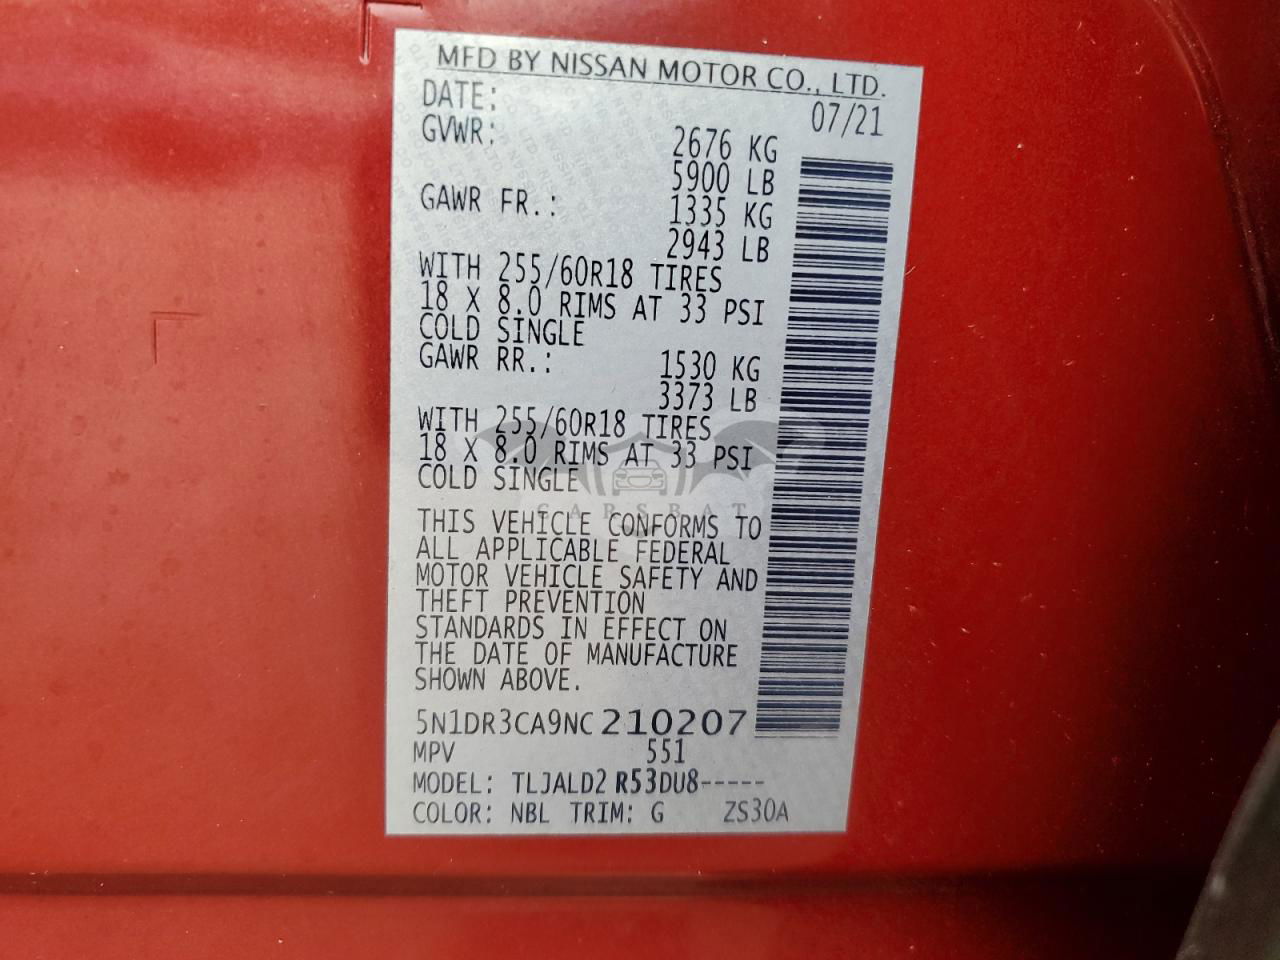 MFD BY NISSAN MOTOR CO., LTD.
DATE: 07/21
GVWR: 2676 KG
5900 LB
GAWR FR.: 1335 KG
2943 LB
WITH 255/60R18 TIRES
18 X 8.0 RIMS AT 33 PSI
COLD SINGLE
GAWR RR.: 1530 KG
3373 LB
WITH 255/60R18 TIRES
18 X 8.0 RIMS AT 33 PSI
COLD SINGLE
CARSBAT
THIS VEHICLE CONFORMS TO
ALL APPLICABLE FEDERAL
MOTOR VEHICLE SAFETY AND
THEFT PREVENTION
STANDARDS IN EFFECT ON
THE DATE OF MANUFACTURE
SHOWN ABOVE.
5N1DR3CA9NC210207
MPV 551
MODEL: TLJALD2 R53DU8-----
COLOR: NBL TRIM: G ZS30A